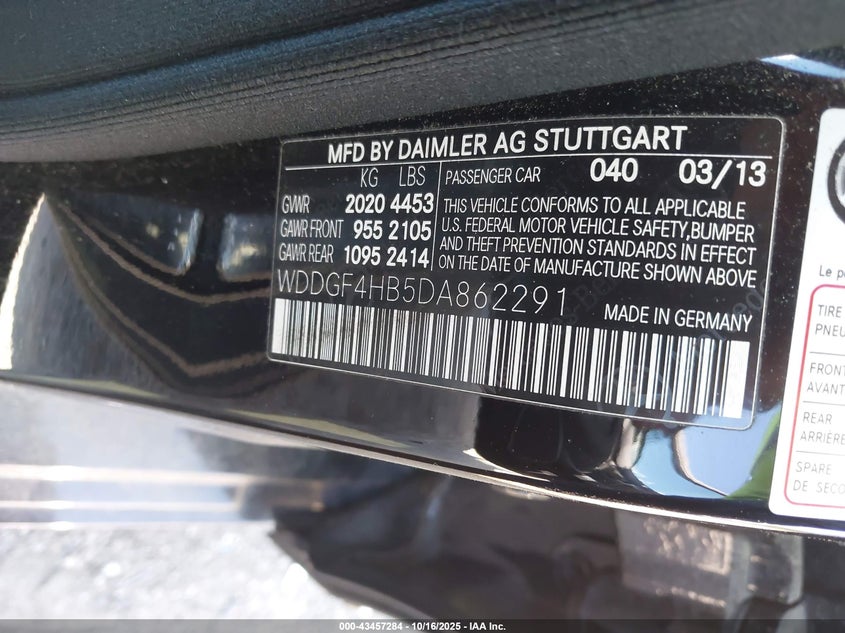 MFD BY DAIMLER AG STUTTGART
KG LBS
GVWR 2020 4453
GAWR FRONT 955 2105
GAWR REAR 1095 2414
PASSENGER CAR 040 03/13
THIS VEHICLE CONFORMS TO ALL APPLICABLE
U.S. FEDERAL MOTOR VEHICLE SAFETY,BUMPER
AND THEFT PREVENTION STANDARDS IN EFFECT
ON THE DATE OF MANUFACTURE SHOWN ABOVE
WDDGF4HB5DA862291
MADE IN GERMANY
Le
TIRE
FRONT
AVANT
REAR
ARRIÈRE
SPARE
DE
000-43457284 - 10/16/2025 - IAA Inc.